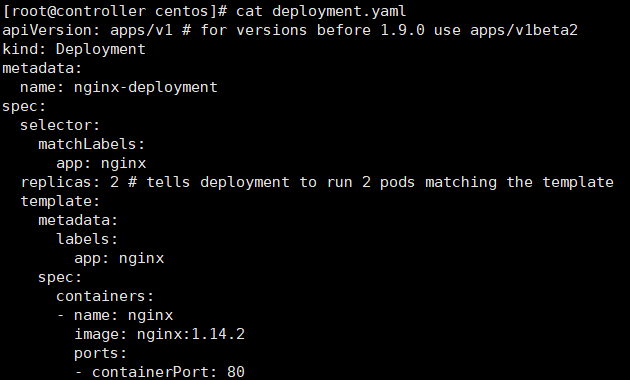 [root@controller centos]# cat deployment.yaml
apiVersion: apps/v1 # for versions before 1.9.0 use apps/v1beta2
kind: Deployment
metadata:
  name: nginx-deployment
spec:
  selector:
    matchLabels:
      app: nginx
  replicas: 2 # tells deployment to run 2 pods matching the template
  template:
    metadata:
      labels:
        app: nginx
    spec:
      containers:
      - name: nginx
        image: nginx:1.14.2
        ports:
        - containerPort: 80